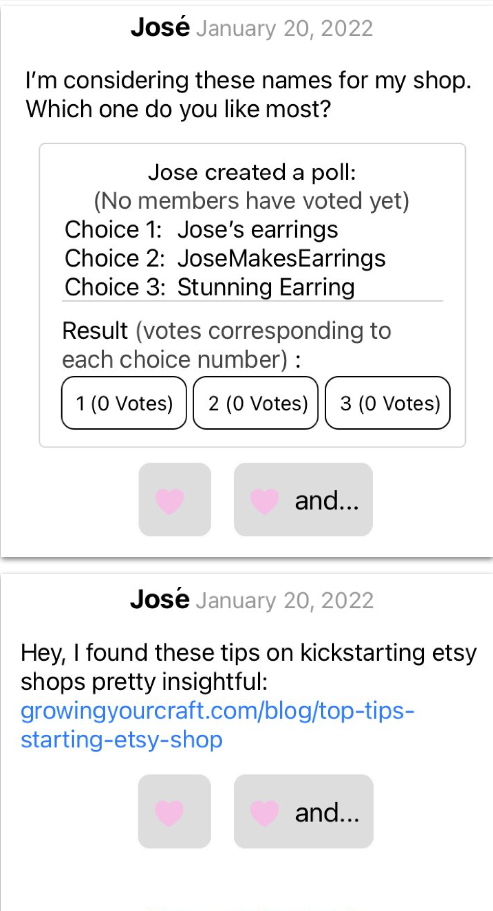 José January 20, 2022
I’m considering these names for my shop.
Which one do you like most?
Jose created a poll:
(No members have voted yet)
Choice 1: Jose’s earrings
Choice 2: JoseMakesEarrings
Choice 3: Stunning Earring
Result (votes corresponding to
each choice number) :
1 (0 Votes) 2 (0 Votes) 3 (0 Votes)
and...
José January 20, 2022
Hey, I found these tips on kickstarting etsy
shops pretty insightful:
growingyourcraft.com/blog/top-tips-
starting-etsy-shop
and...